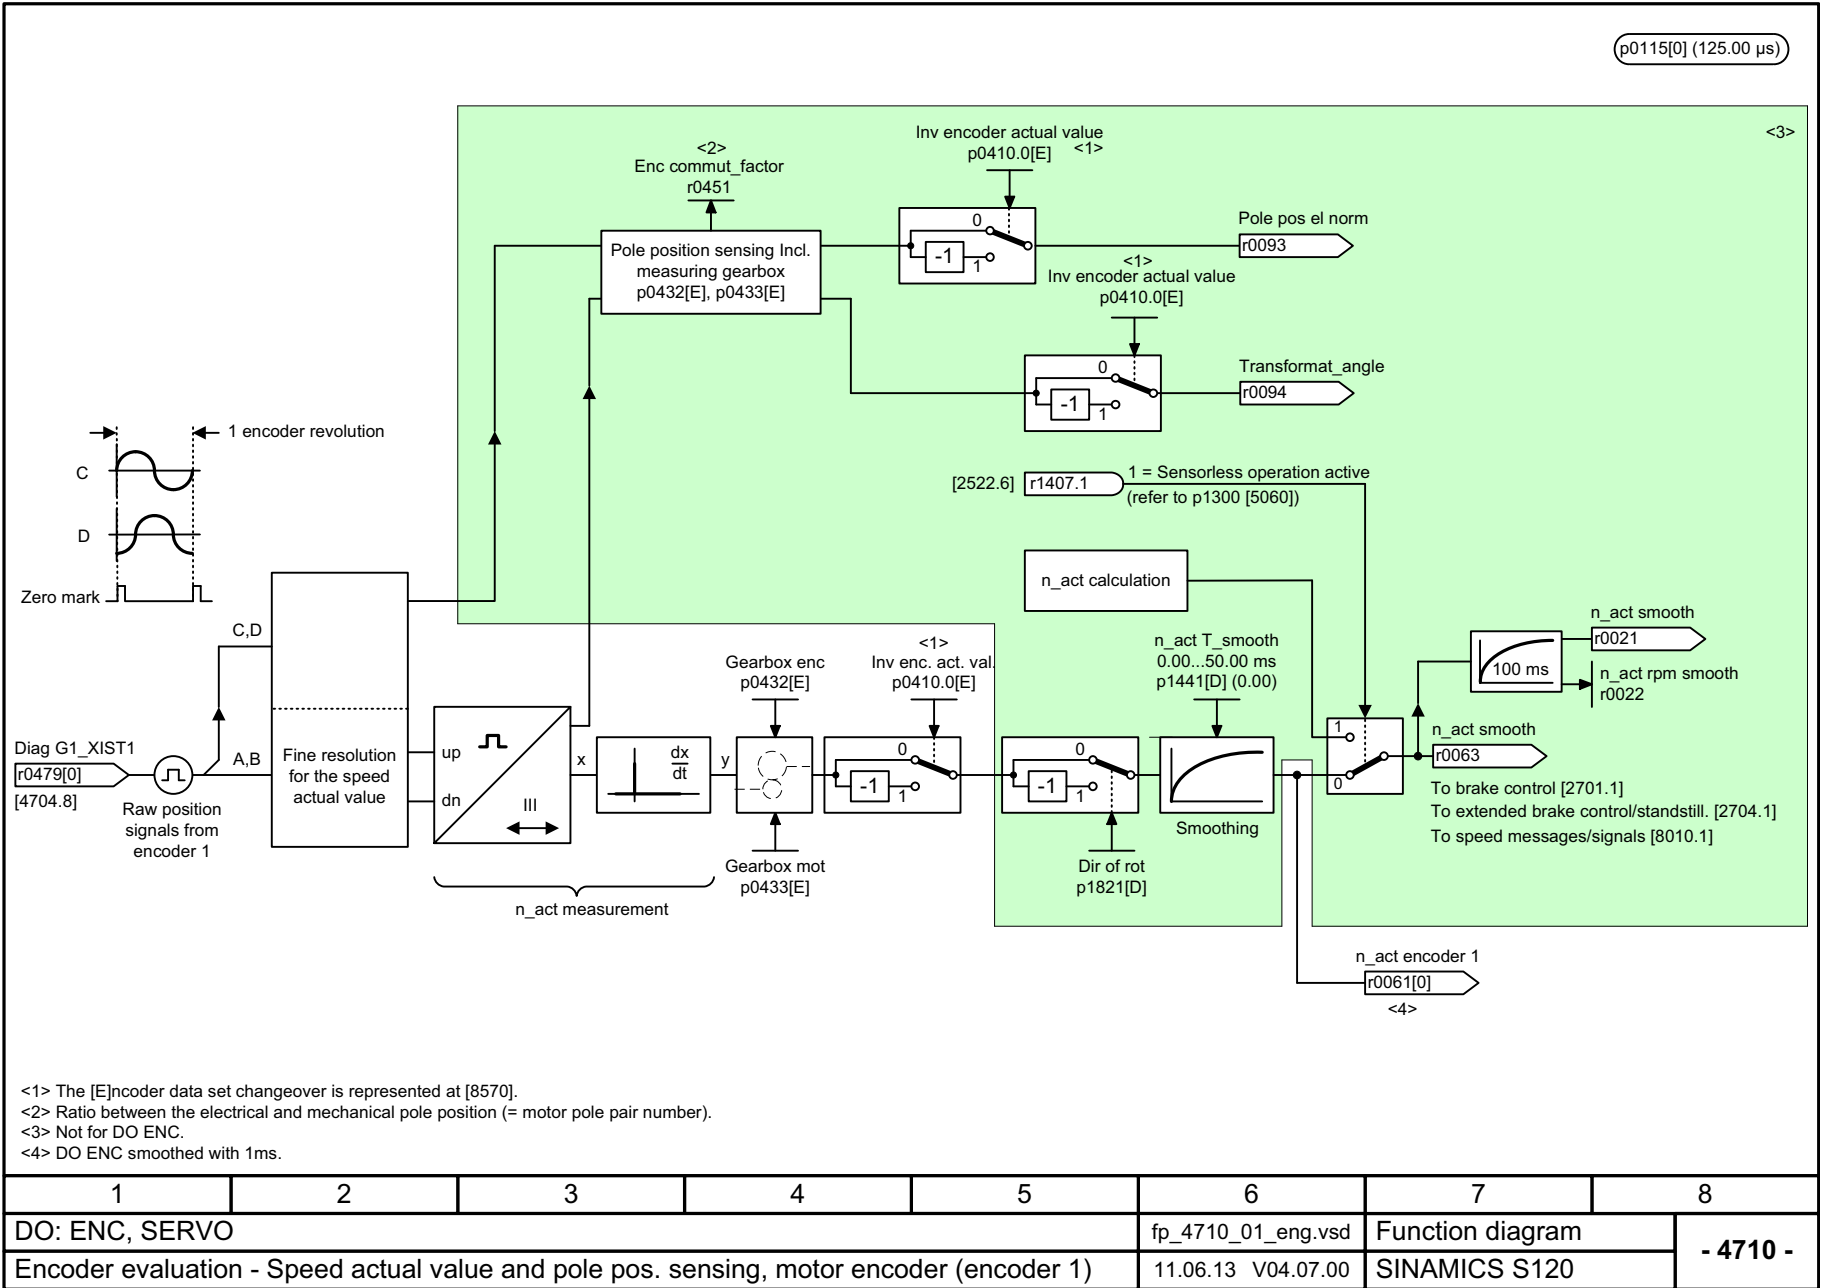 p0115[0] (125.00 µs)
<3>
Inv encoder actual value
p0410.0[E] <1>
<2>
Enc commut_factor
r0451
Pole position sensing Incl.
measuring gearbox
p0432[E], p0433[E]
0
-1
1
Pole pos el norm
r0093
<1>
Inv encoder actual value
p0410.0[E]
0
-1
1
Transformat_angle
r0094
1 encoder revolution
C
D
Zero mark
[2522.6]
r1407.1
1 = Sensorless operation active
(refer to p1300 [5060])
n_act calculation
C,D
A,B
Diag G1_XIST1
r0479[0]
[4704.8]
Raw position
signals from
encoder 1
Fine resolution
for the speed
actual value
up
dn
III
x
dx
dt
y
n_act measurement
Gearbox enc
p0432[E]
Gearbox mot
p0433[E]
<1>
Inv enc. act. val.
p0410.0[E]
0
-1
1
0
-1
1
Dir of rot
p1821[D]
n_act T_smooth
0.00...50.00 ms
p1441[D] (0.00)
Smoothing
1
0
100 ms
n_act smooth
r0021
n_act rpm smooth
r0022
n_act smooth
r0063
To brake control [2701.1]
To extended brake control/standstill. [2704.1]
To speed messages/signals [8010.1]
n_act encoder 1
r0061[0]
<4>
<1> The [E]ncoder data set changeover is represented at [8570].
<2> Ratio between the electrical and mechanical pole position (= motor pole pair number).
<3> Not for DO ENC.
<4> DO ENC smoothed with 1ms.
1 2 3 4 5 6 7 8
DO: ENC, SERVO
fp_4710_01_eng.vsd
Function diagram
- 4710 -
Encoder evaluation - Speed actual value and pole pos. sensing, motor encoder (encoder 1)
11.06.13 V04.07.00
SINAMICS S120